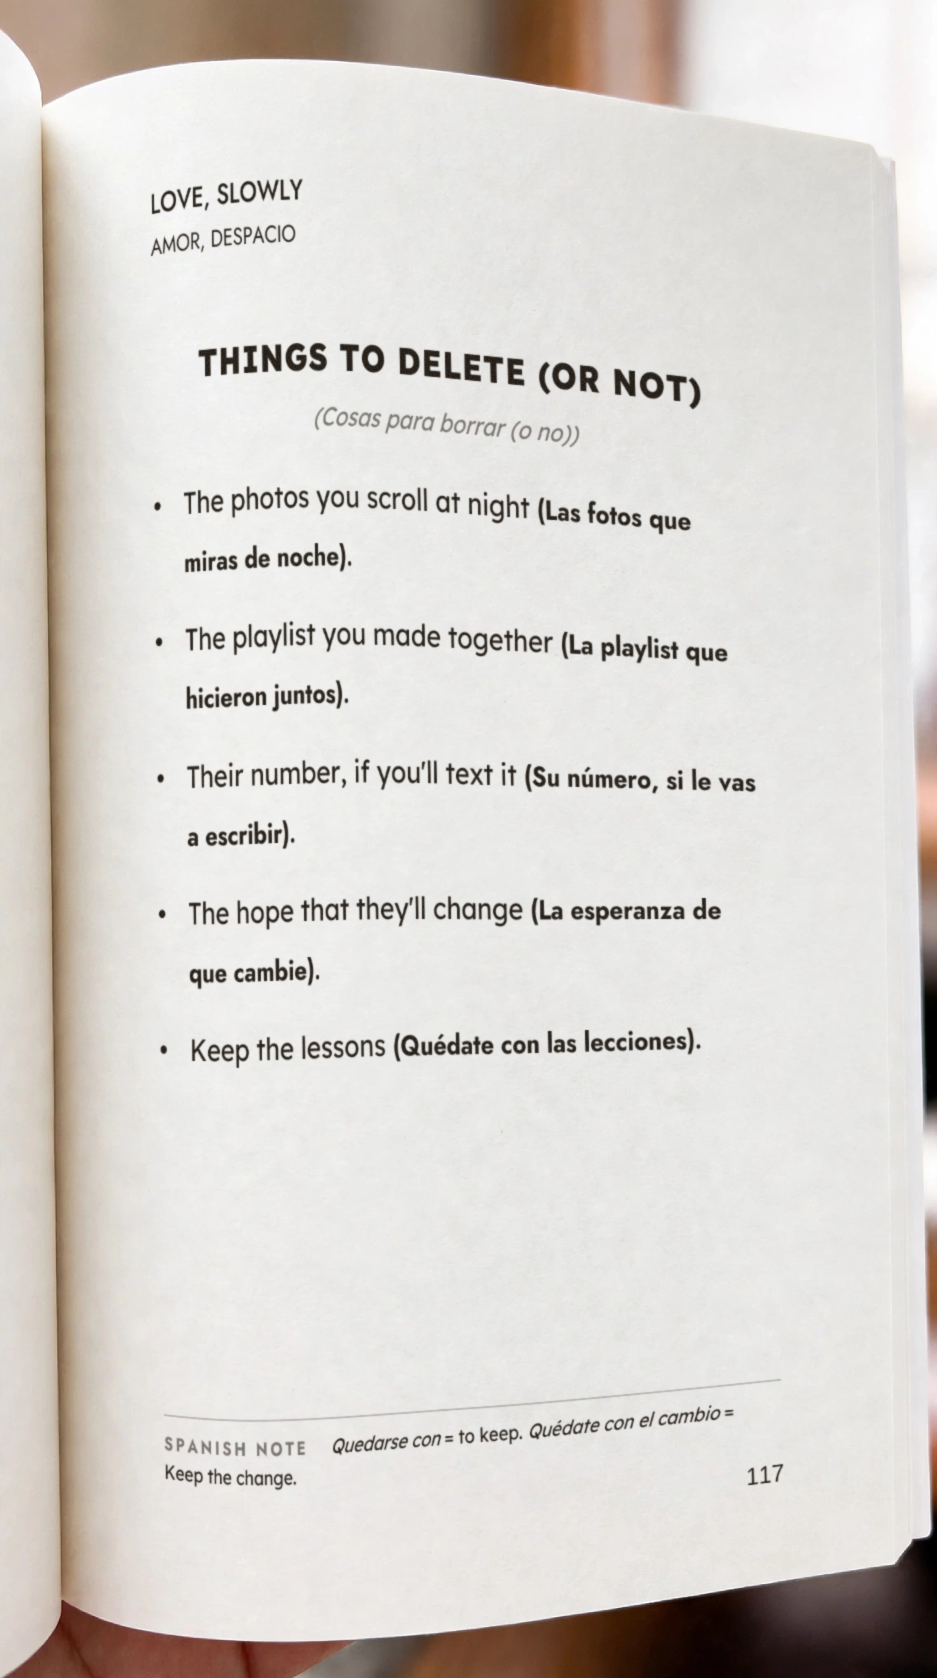 LOVE, SLOWLY
AMOR, DESPACIO
THINGS TO DELETE (OR NOT)
(Cosas para borrar (o no))
• The photos you scroll at night (Las fotos que
miras de noche).
• The playlist you made together (La playlist que
hicieron juntos).
• Their number, if you'll text it (Su número, si le vas
a escribir).
• The hope that they'll change (La esperanza de
que cambie).
• Keep the lessons (Quédate con las lecciones).
SPANISH NOTE Quedarse con = to keep. Quédate con el cambio =
Keep the change.
117